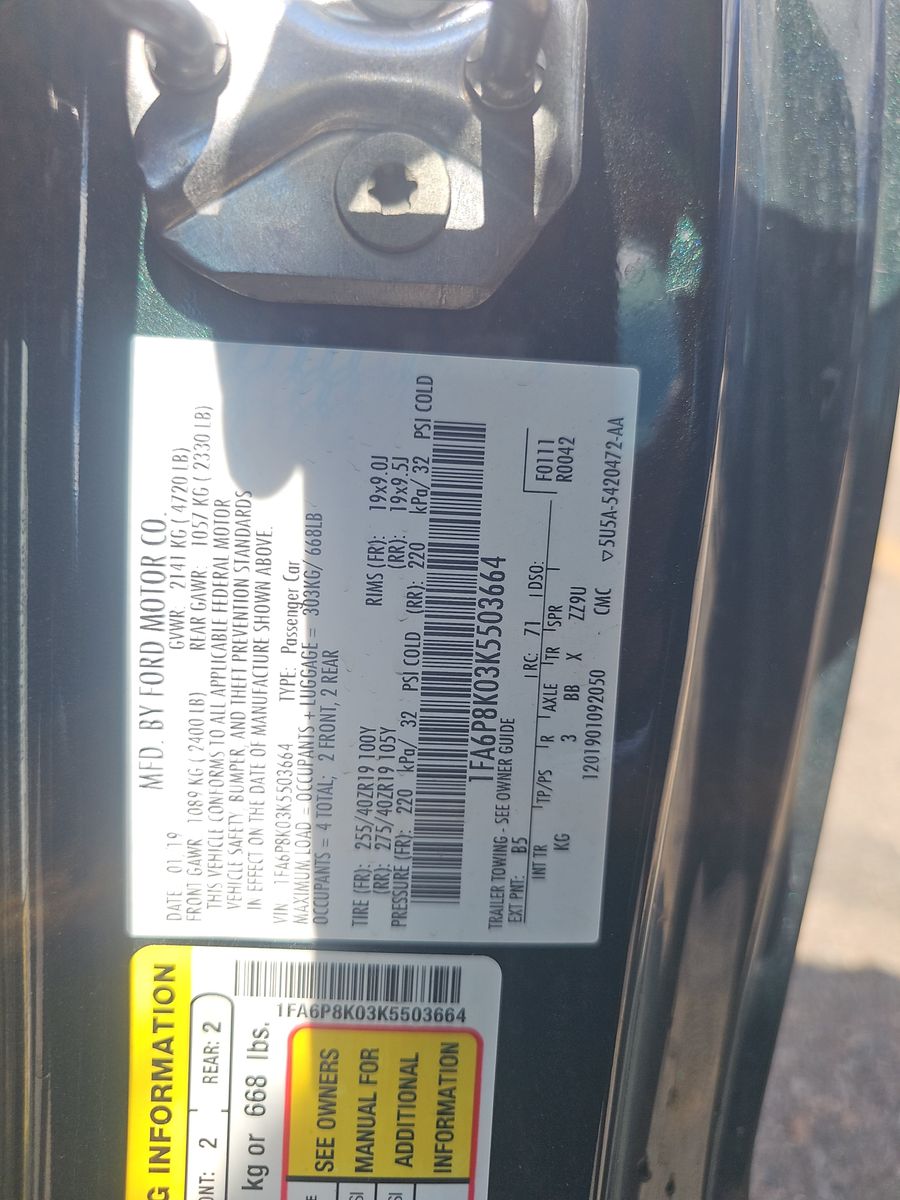 MFD. BY FORD MOTOR CO.
DATE 01 19 GVWR 2141 KG ( 4720 LB)
FRONT GAWR 1089 KG ( 2400 LB) REAR GAWR: 1057 KG ( 2330 LB)
THIS VEHICLE CONFORMS TO ALL APPLICABLE FEDERAL MOTOR
VEHICLE SAFETY, BUMPER, AND THEFT PREVENTION STANDARDS
IN EFFECT ON THE DATE OF MANUFACTURE SHOWN ABOVE.
VIN 1FA6P8K03K5503664 TYPE: Passenger Car
MAXIMUM LOAD = OCCUPANTS + LUGGAGE = 303KG/ 668LB
OCCUPANTS = 4 TOTAL; 2 FRONT, 2 REAR
TIRE (FR): 255/40ZR19 100Y RIMS (FR): 19x9.0J
(RR): 275/40ZR19 105Y (RR): 19x9.5J
PRESSURE (FR): 220 kPa/ 32 PSI COLD (RR): 220 kPa/ 32 PSI COLD
1FA6P8K03K5503664
TRAILER TOWING - SEE OWNER GUIDE
EXT PNT: B5 RC: 71 DSO: F0111
R0042
INT TR TP/PS R AXLE TR SPR
KG 3 BB X ZZ9U
1201901092050 CMC ▽5U5A-5420472-AA
G INFORMATION
ONT: 2 REAR: 2
kg or 668 lbs.
1FA6P8K03K5503664
SEE OWNERS
MANUAL FOR
ADDITIONAL
INFORMATION